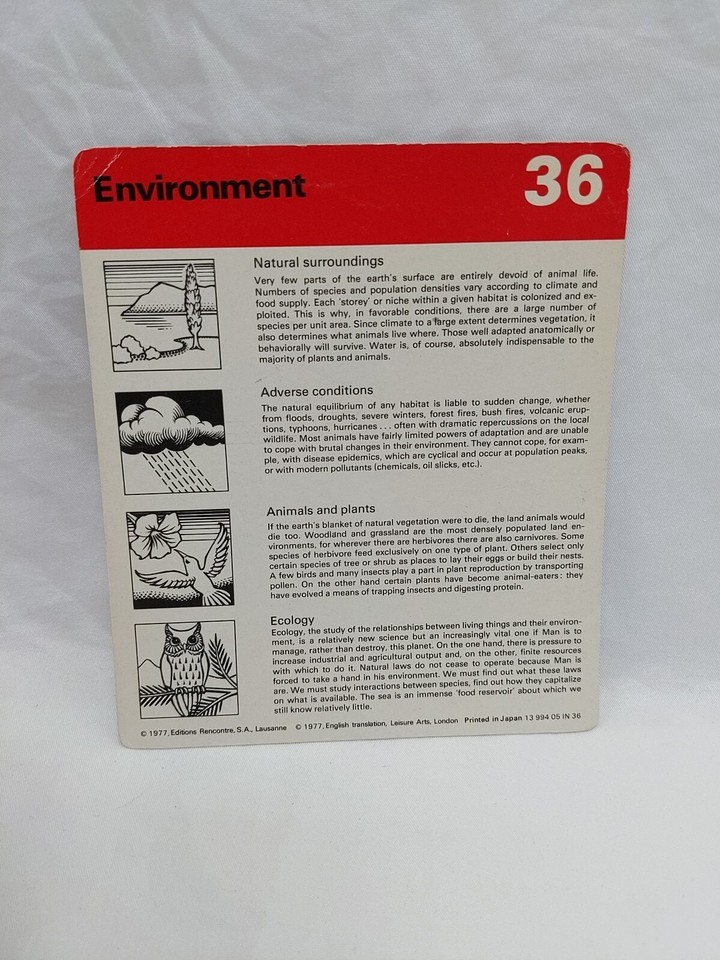 Environment
36
Natural surroundings
Very few parts of the earth's surface are entirely devoid of animal life.
Numbers of species and population densities vary according to climate and
food supply. Each 'storey' or niche within a given habitat is colonized and ex-
ploited. This is why, in favorable conditions, there are a large number of
species per unit area. Since climate to a large extent determines vegetation, it
also determines what animals live where. Those well adapted anatomically or
behaviorally will survive. Water is, of course, absolutely indispensable to the
majority of plants and animals.
Adverse conditions
The natural equilibrium of any habitat is liable to sudden change, whether
from floods, droughts, severe winters, forest fires, bush fires, volcanic erup-
tions, typhoons, hurricanes . . . often with dramatic repercussions on the local
wildlife. Most animals have fairly limited powers of adaptation and are unable
to cope with brutal changes in their environment. They cannot cope, for exam-
ple, with disease epidemics, which are cyclical and occur at population peaks,
or with modern pollutants (chemicals, oil slicks, etc.).
Animals and plants
If the earth's blanket of natural vegetation were to die, the land animals would
die too. Woodland and grassland are the most densely populated land en-
vironments, for wherever there are herbivores there are also carnivores. Some
species of herbivore feed exclusively on one type of plant. Others select only
certain species of tree or shrub as places to lay their eggs or build their nests.
A few birds and many insects play a part in plant reproduction by transporting
pollen. On the other hand certain plants have become animal-eaters: they
have evolved a means of trapping insects and digesting protein.
Ecology
Ecology, the study of the relationships between living things and their environ-
ment, is a relatively new science but an increasingly vital one if Man is to
manage, rather than destroy, this planet. On the one hand, there is pressure to
increase industrial and agricultural output and, on the other, finite resources
with which to do it. Natural laws do not cease to operate because Man is
forced to take a hand in his environment. We must find out what these laws
are. We must study interactions between species, find out how they capitalize
on what is available. The sea is an immense 'food reservoir' about which we
still know relatively little.
© 1977, Editions Rencontre, S.A., Lausanne © 1977, English translation, Leisure Arts, London Printed in Japan 13 994 05 IN 36